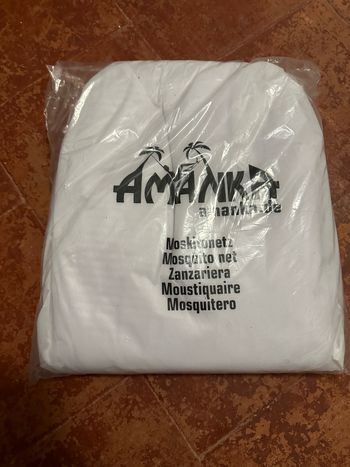 AMANKA
amanka.de
Moskitonetz
Mosquito net
Zanzariera
Moustiquaire
Mosquitero